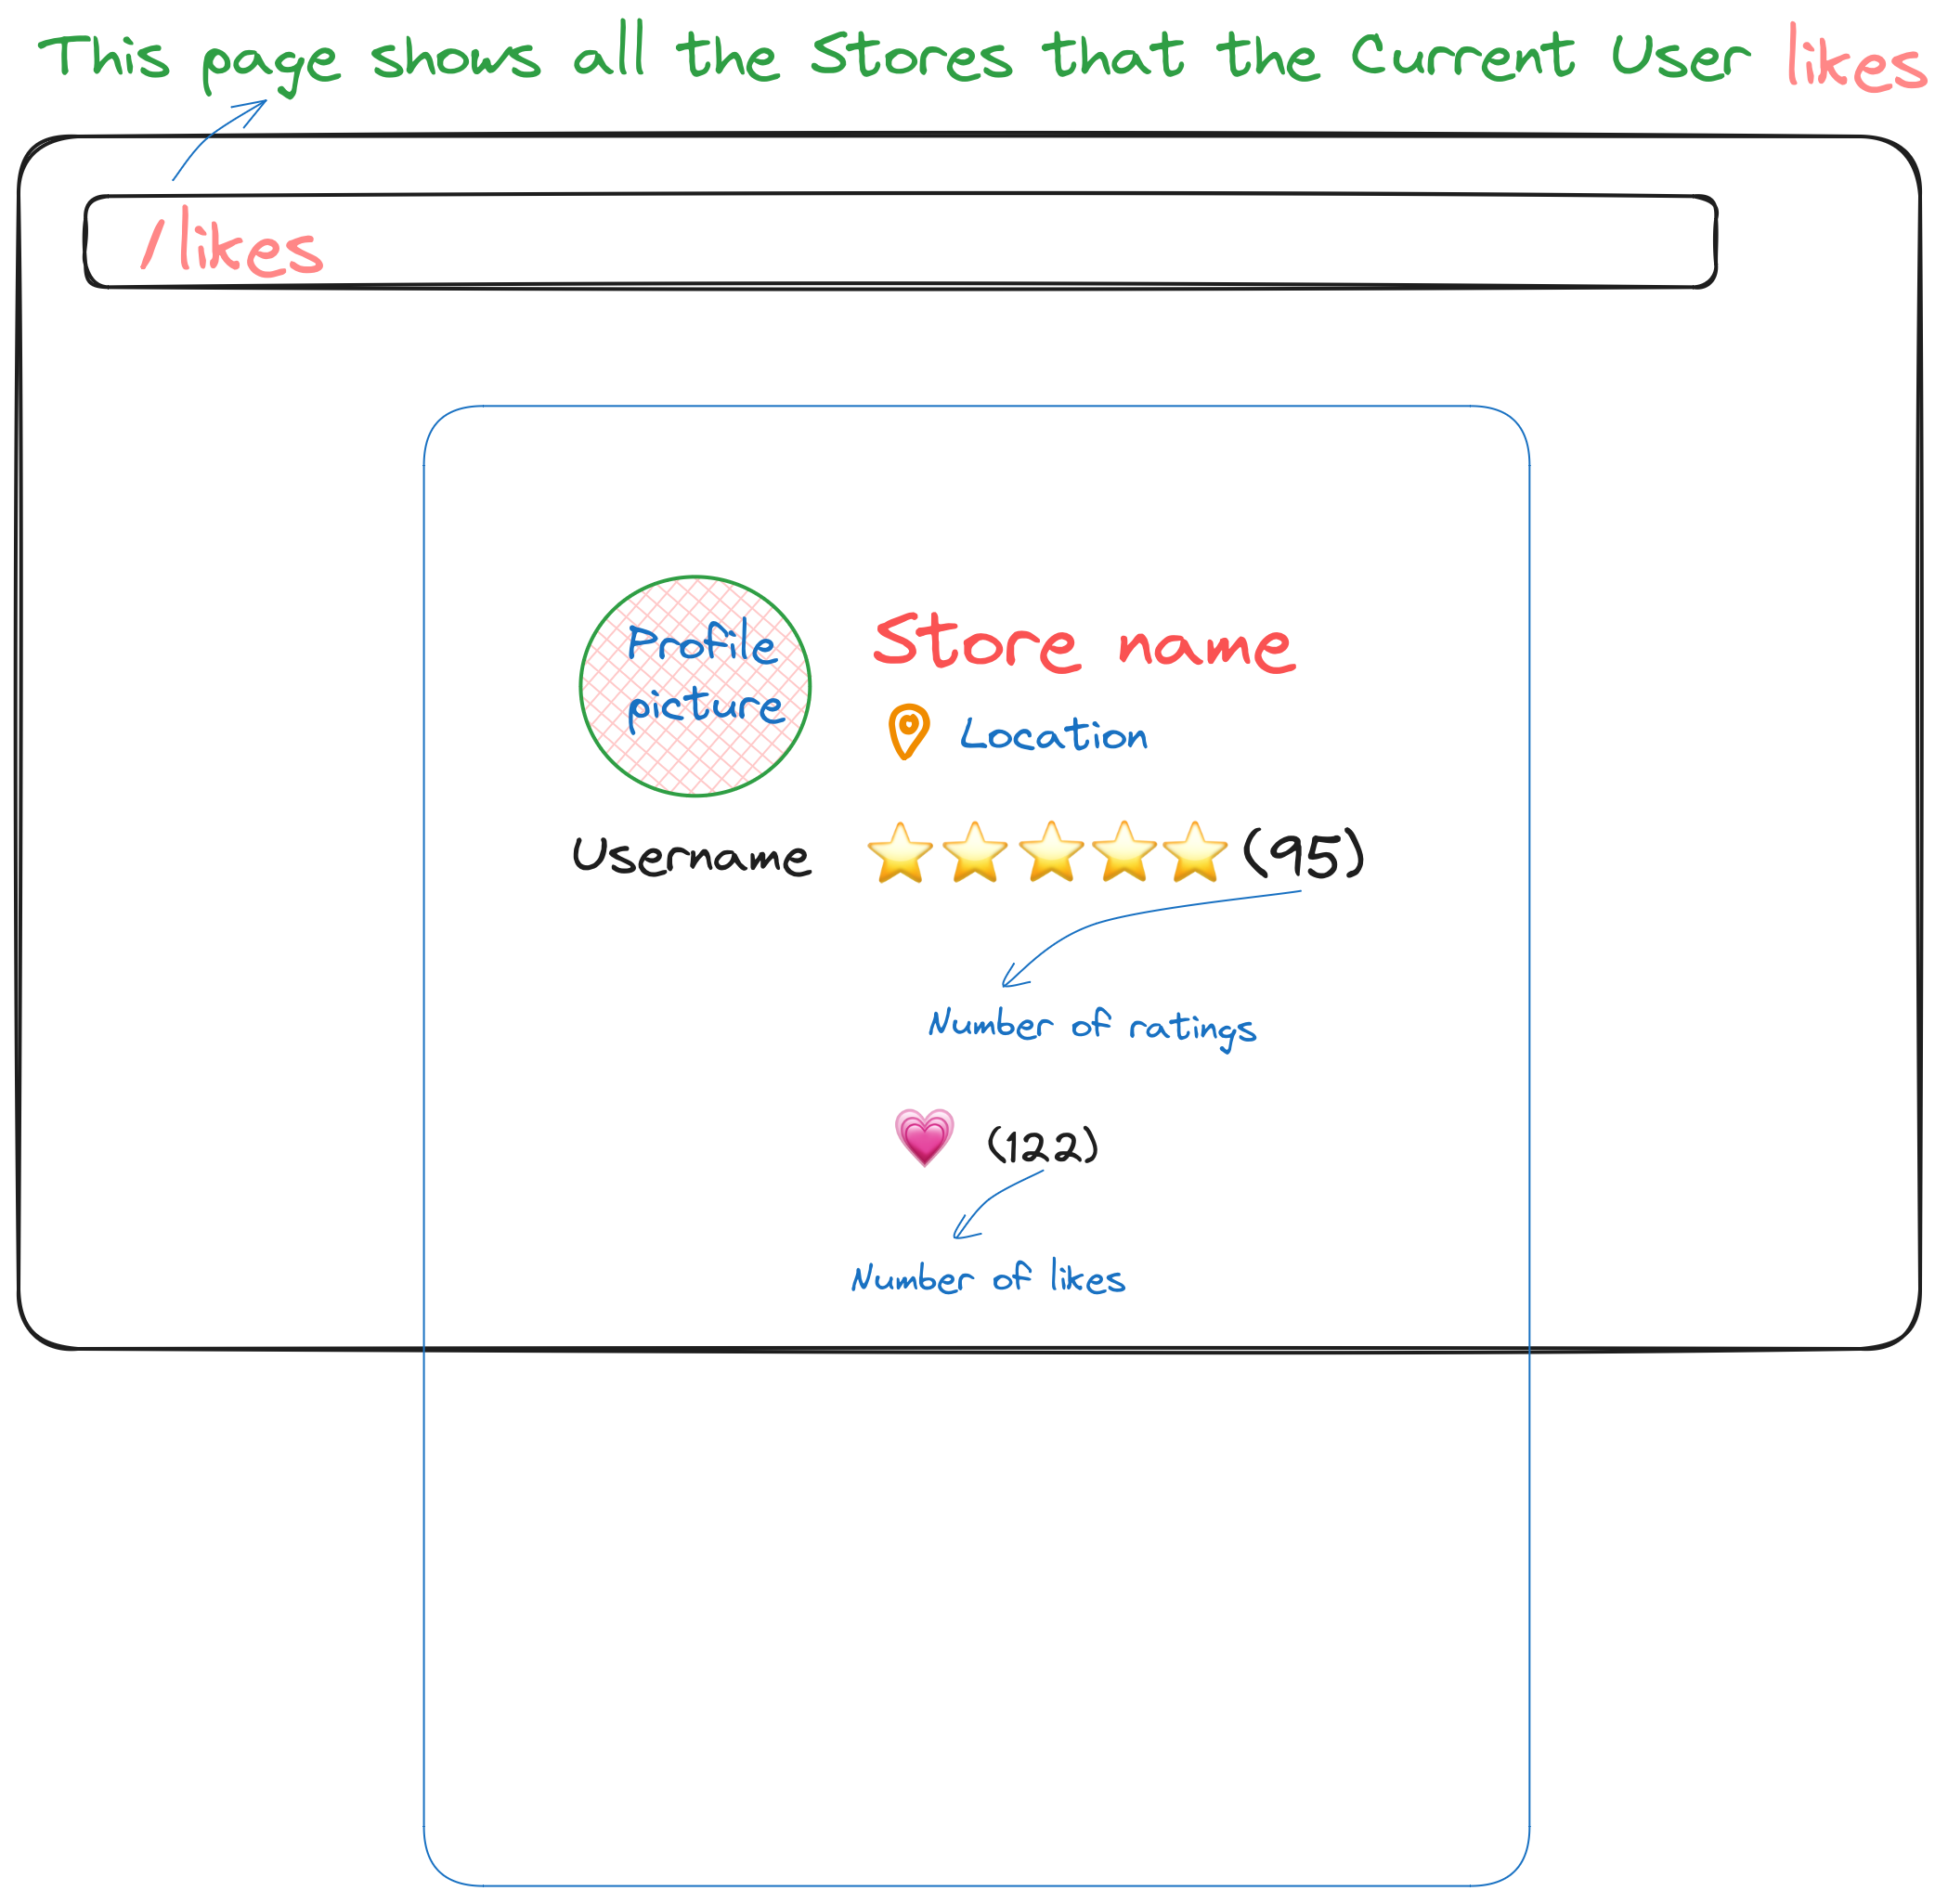 This page shows all the Stores that the Current User likes
/likes
Profile
picture
Store name
Location
Username
(95)
Number of ratings
(122)
Number of likes